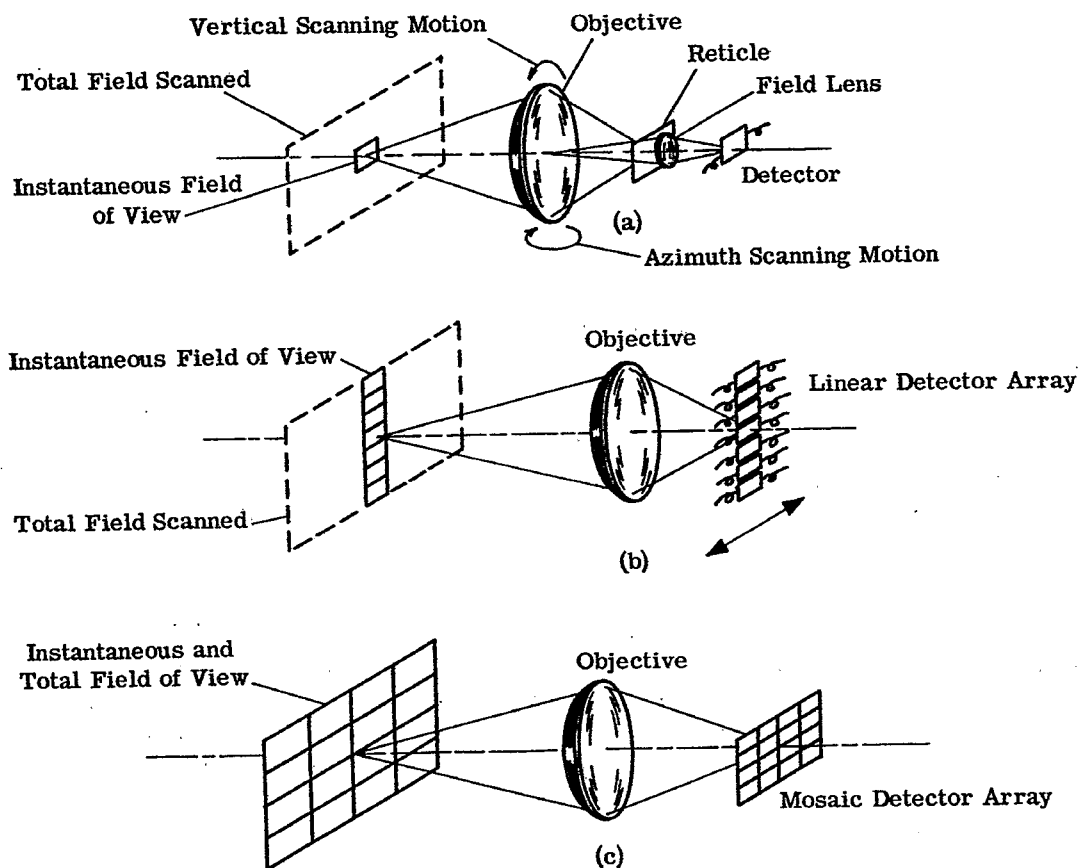 Vertical Scanning Motion
Objective
Reticle
Total Field Scanned
Field Lens
Instantaneous Field
of View
Detector
(a)
Azimuth Scanning Motion
Objective
Instantaneous Field of View
Linear Detector Array
Total Field Scanned
(b)
Instantaneous and
Total Field of View
Objective
Mosaic Detector Array
(c)